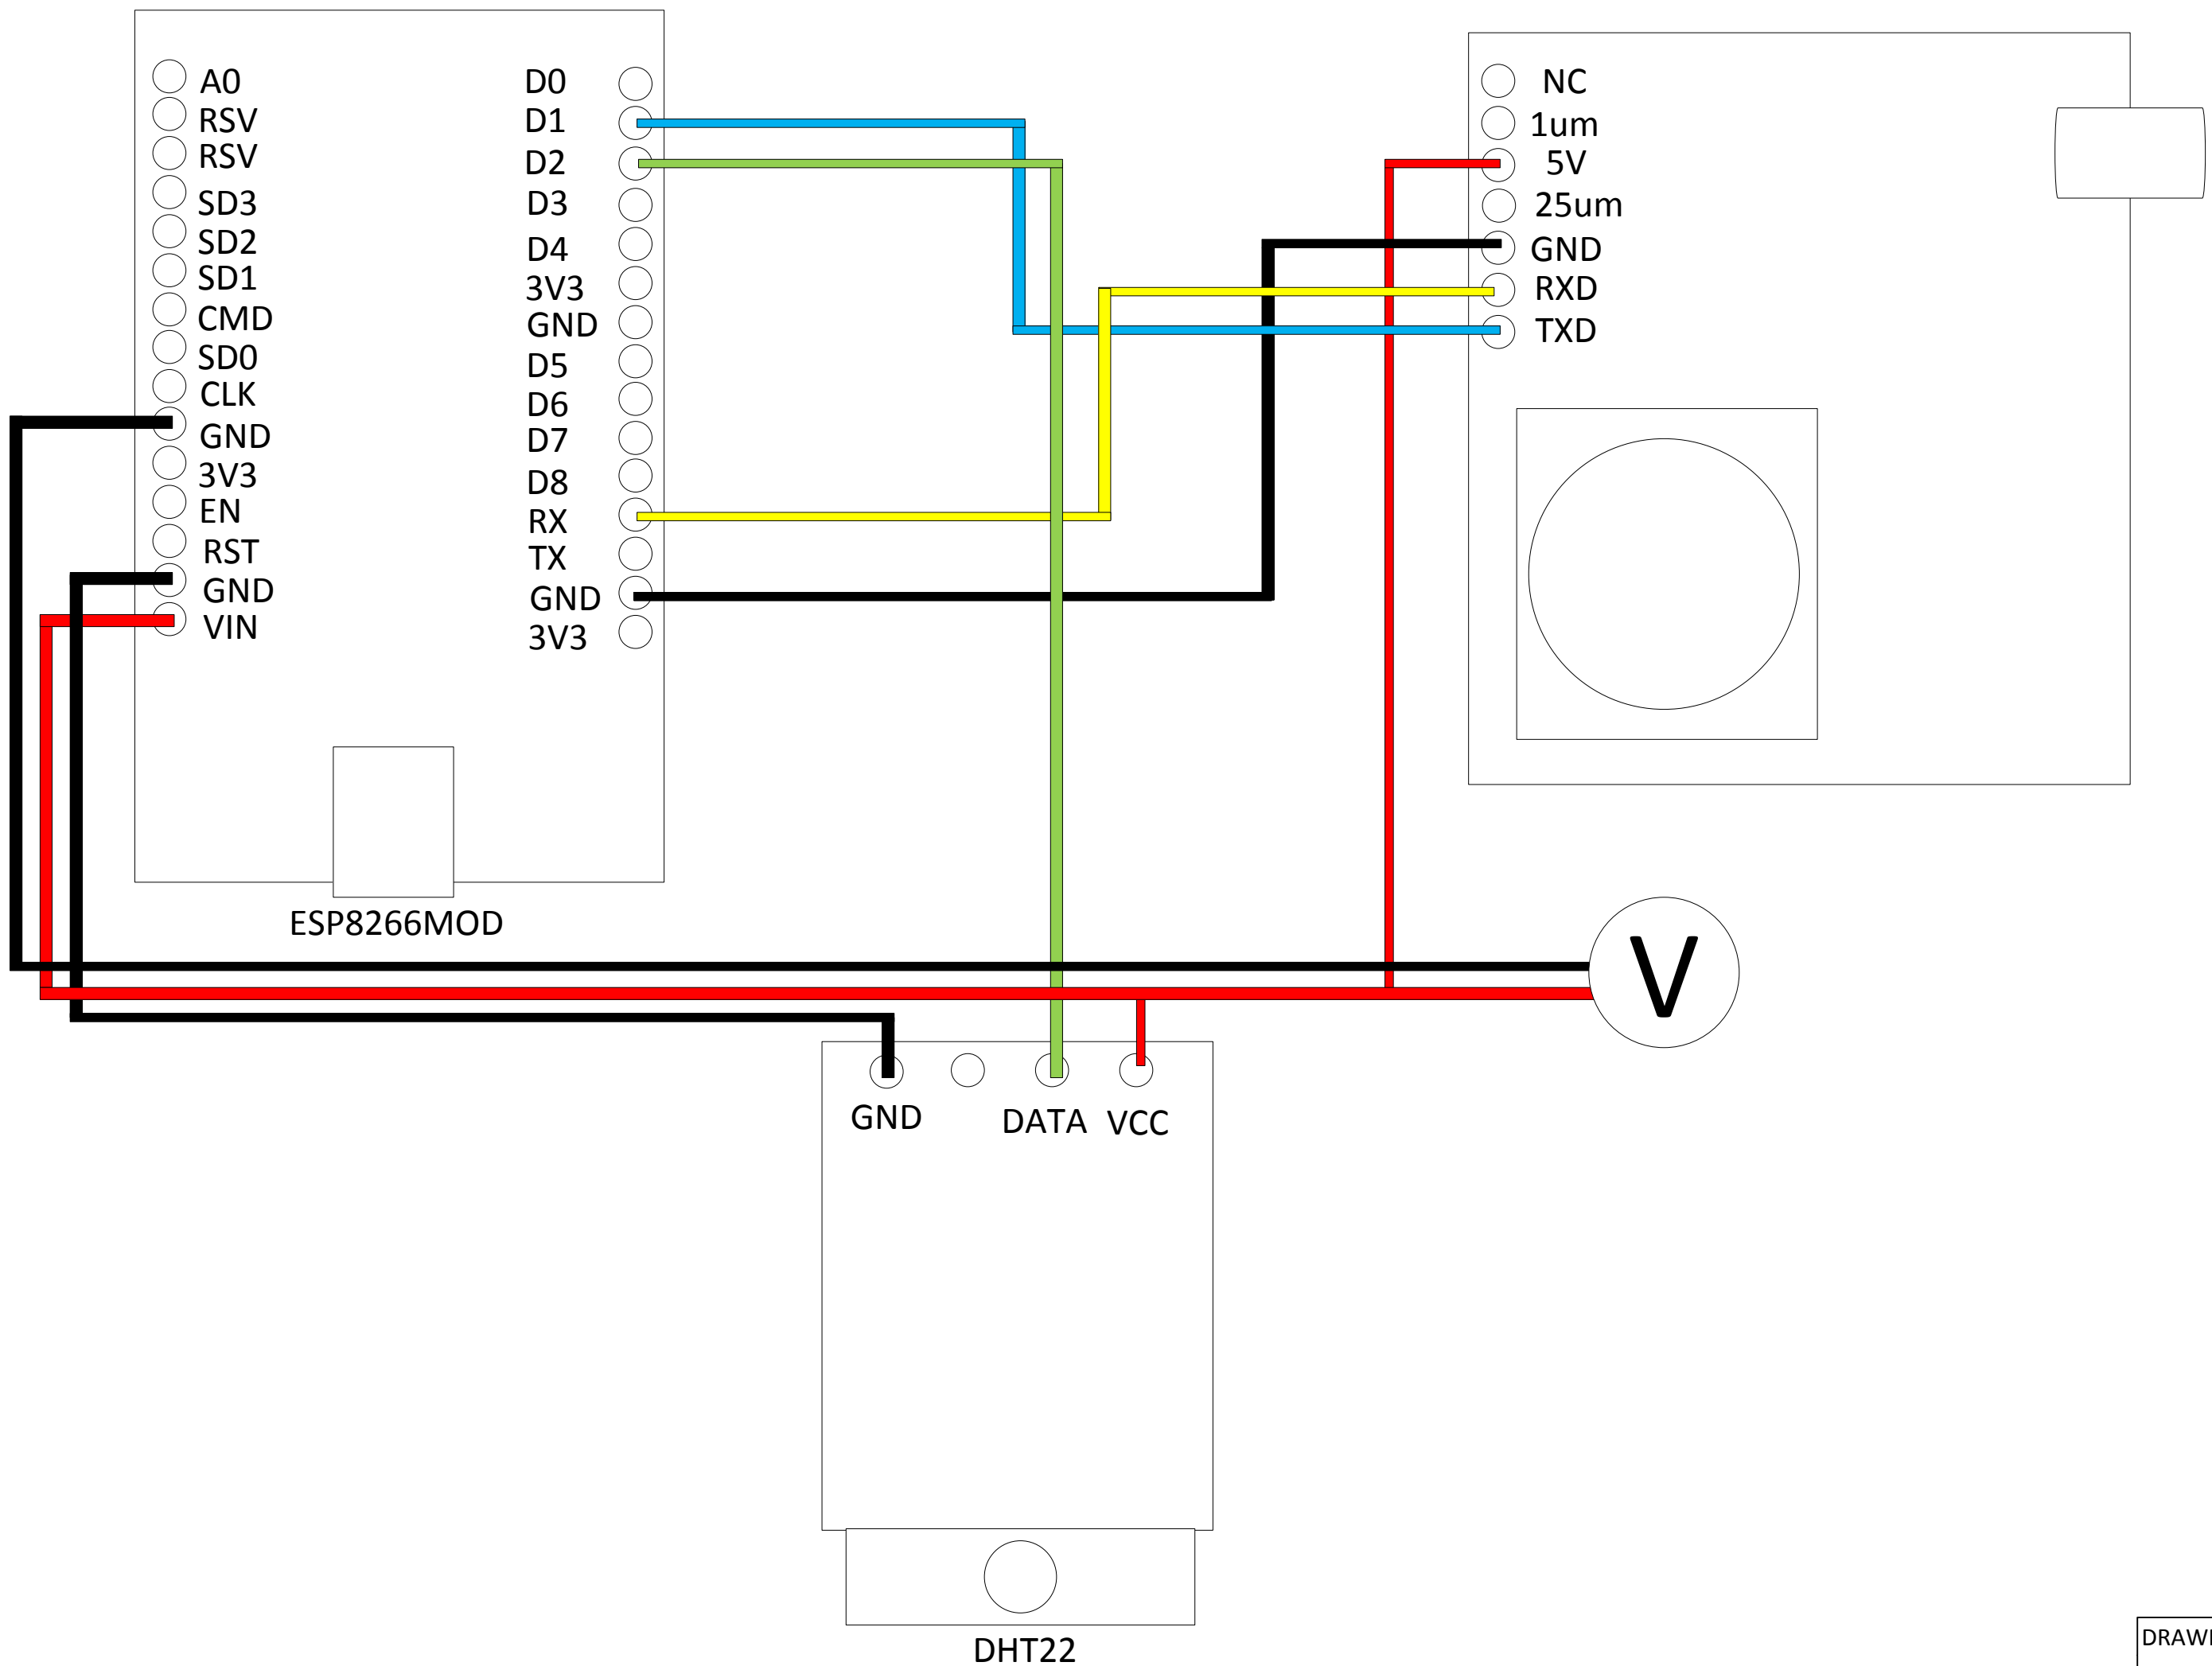 A0
RSV
RSV
SD3
SD2
SD1
CMD
SD0
CLK
GND
3V3
EN
RST
GND
VIN
D0
D1
D2
D3
D4
3V3
GND
D5
D6
D7
D8
RX
TX
GND
3V3
ESP8266MOD
NC
1um
5V
25um
GND
RXD
TXD
V
GND
DATA
VCC
DHT22